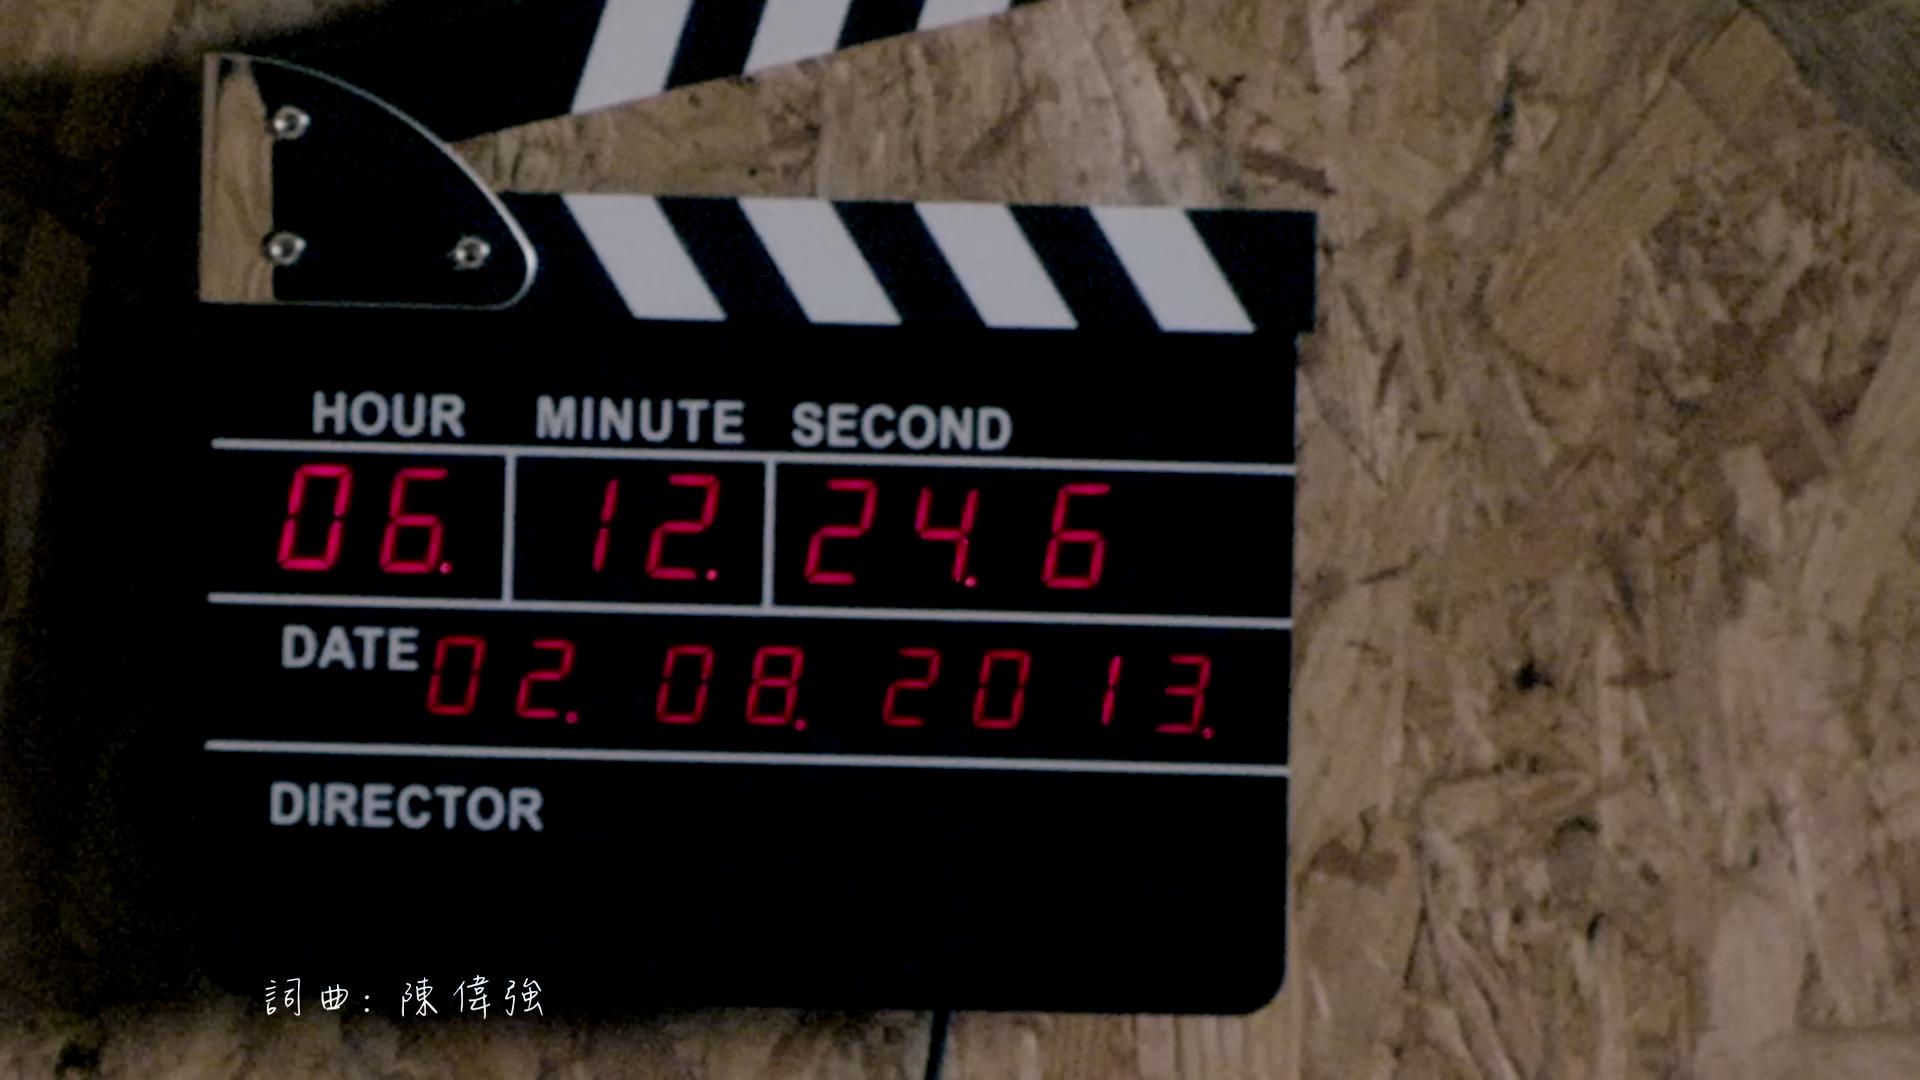 HOUR MINUTE SECOND
06. 12. 24. 6
DATE 02. 08. 2013.
DIRECTOR
詞曲: 陳偉強